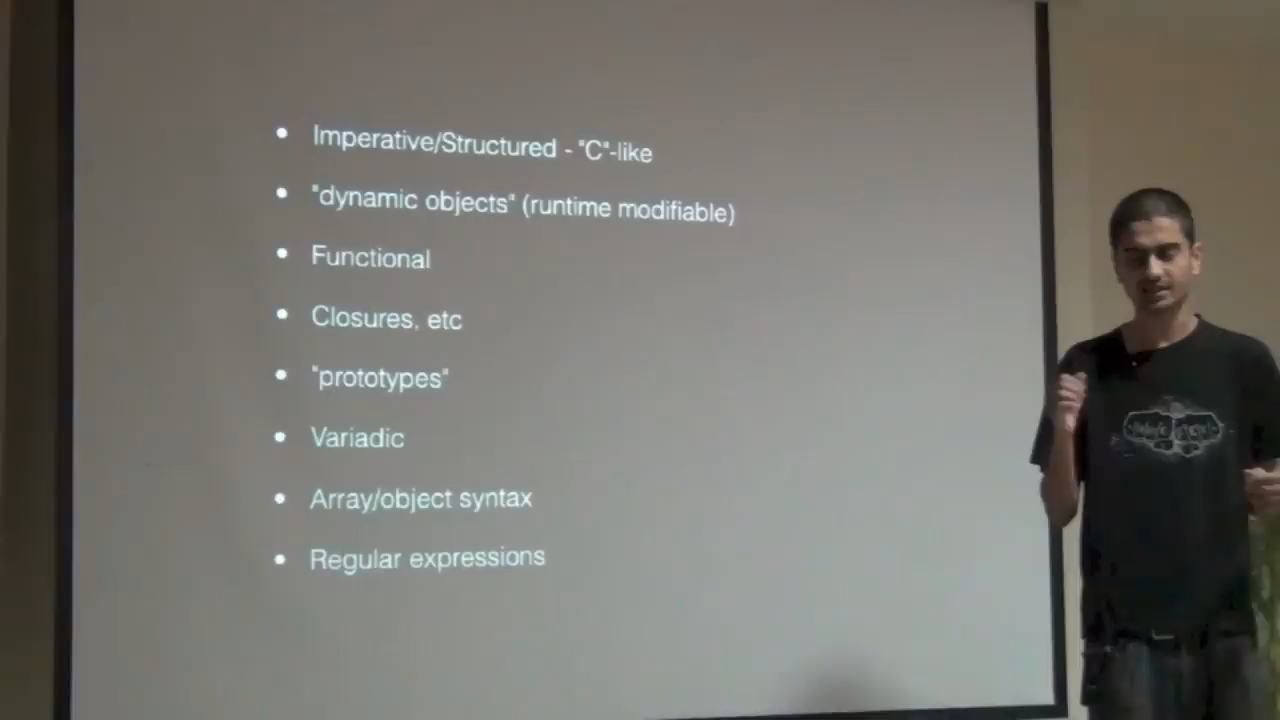 Imperative/Structured - "C"-like
"dynamic objects" (runtime modifiable)
Functional
Closures, etc
"prototypes"
Variadic
Array/object syntax
Regular expressions